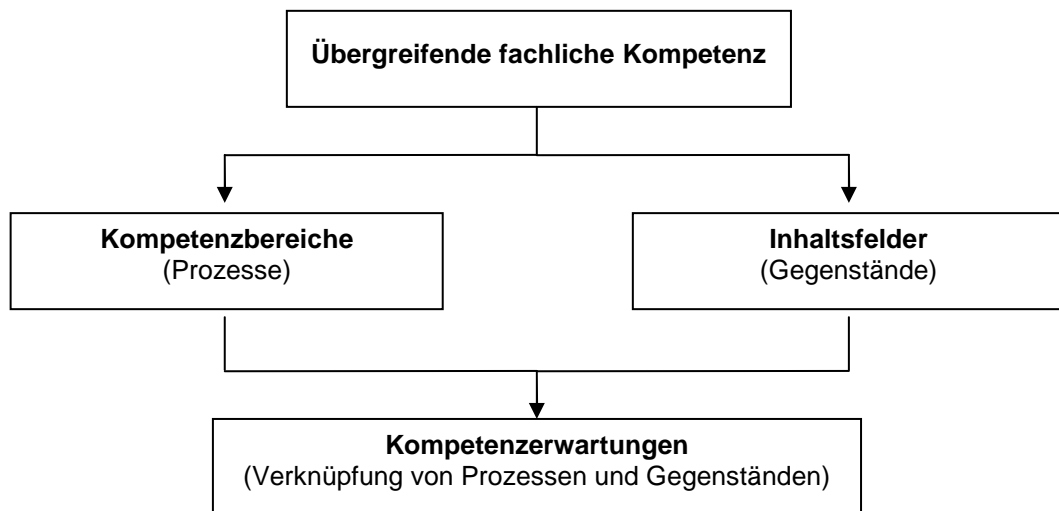 Übergreifende fachliche Kompetenz
Kompetenzbereiche
(Prozesse)
Inhaltsfelder
(Gegenstände)
Kompetenzerwartungen
(Verknüpfung von Prozessen und Gegenständen)